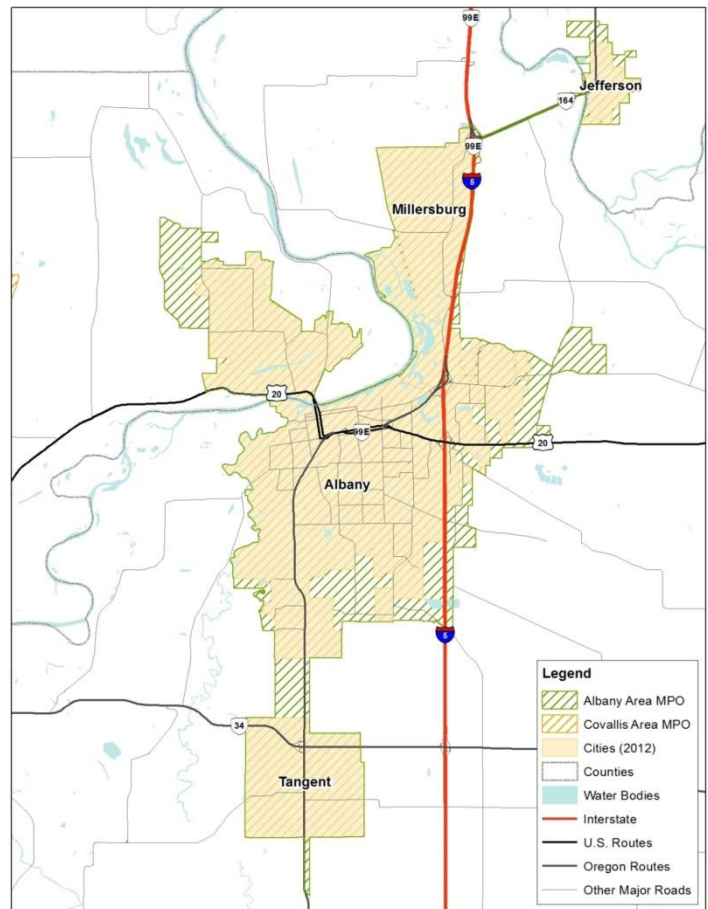 99E
Jefferson
164
99E
5
Millersburg
20
99E
20
Albany
5
34
Tangent
Legend
Albany Area MPO
Covallis Area MPO
Cities (2012)
Counties
Water Bodies
Interstate
U.S. Routes
Oregon Routes
Other Major Roads